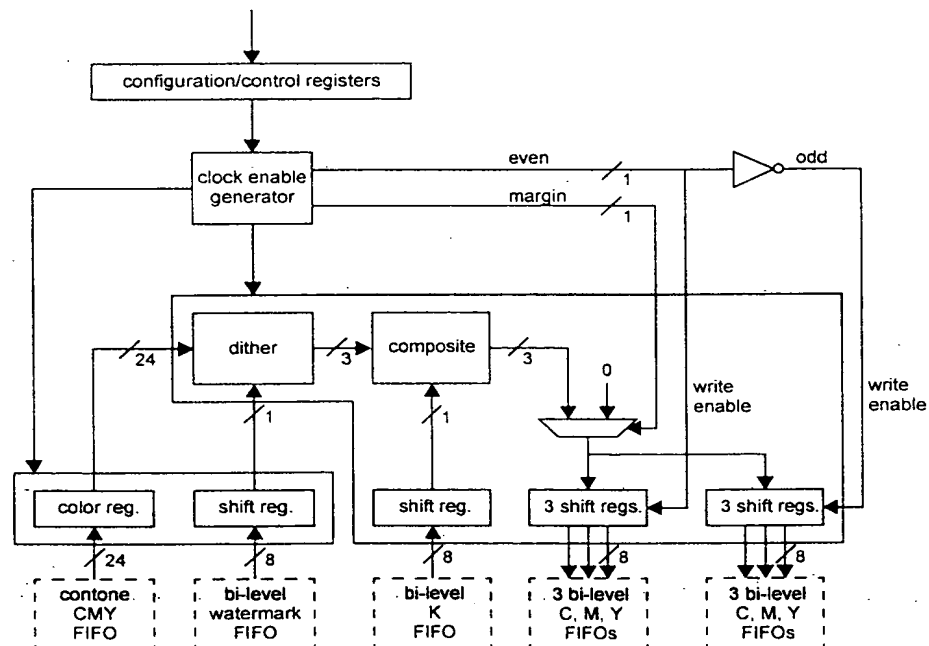 configuration/control registers
clock enable
generator
even
1
margin
1
odd
dither
composite
24
3
3
0
1
1
write
enable
write
enable
color reg.
shift reg.
shift reg.
3 shift regs.
3 shift regs.
24
8
8
8
8
contone
CMY
FIFO
bi-level
watermark
FIFO
bi-level
K
FIFO
3 bi-level
C, M, Y
FIFOs
3 bi-level
C, M, Y
FIFOs